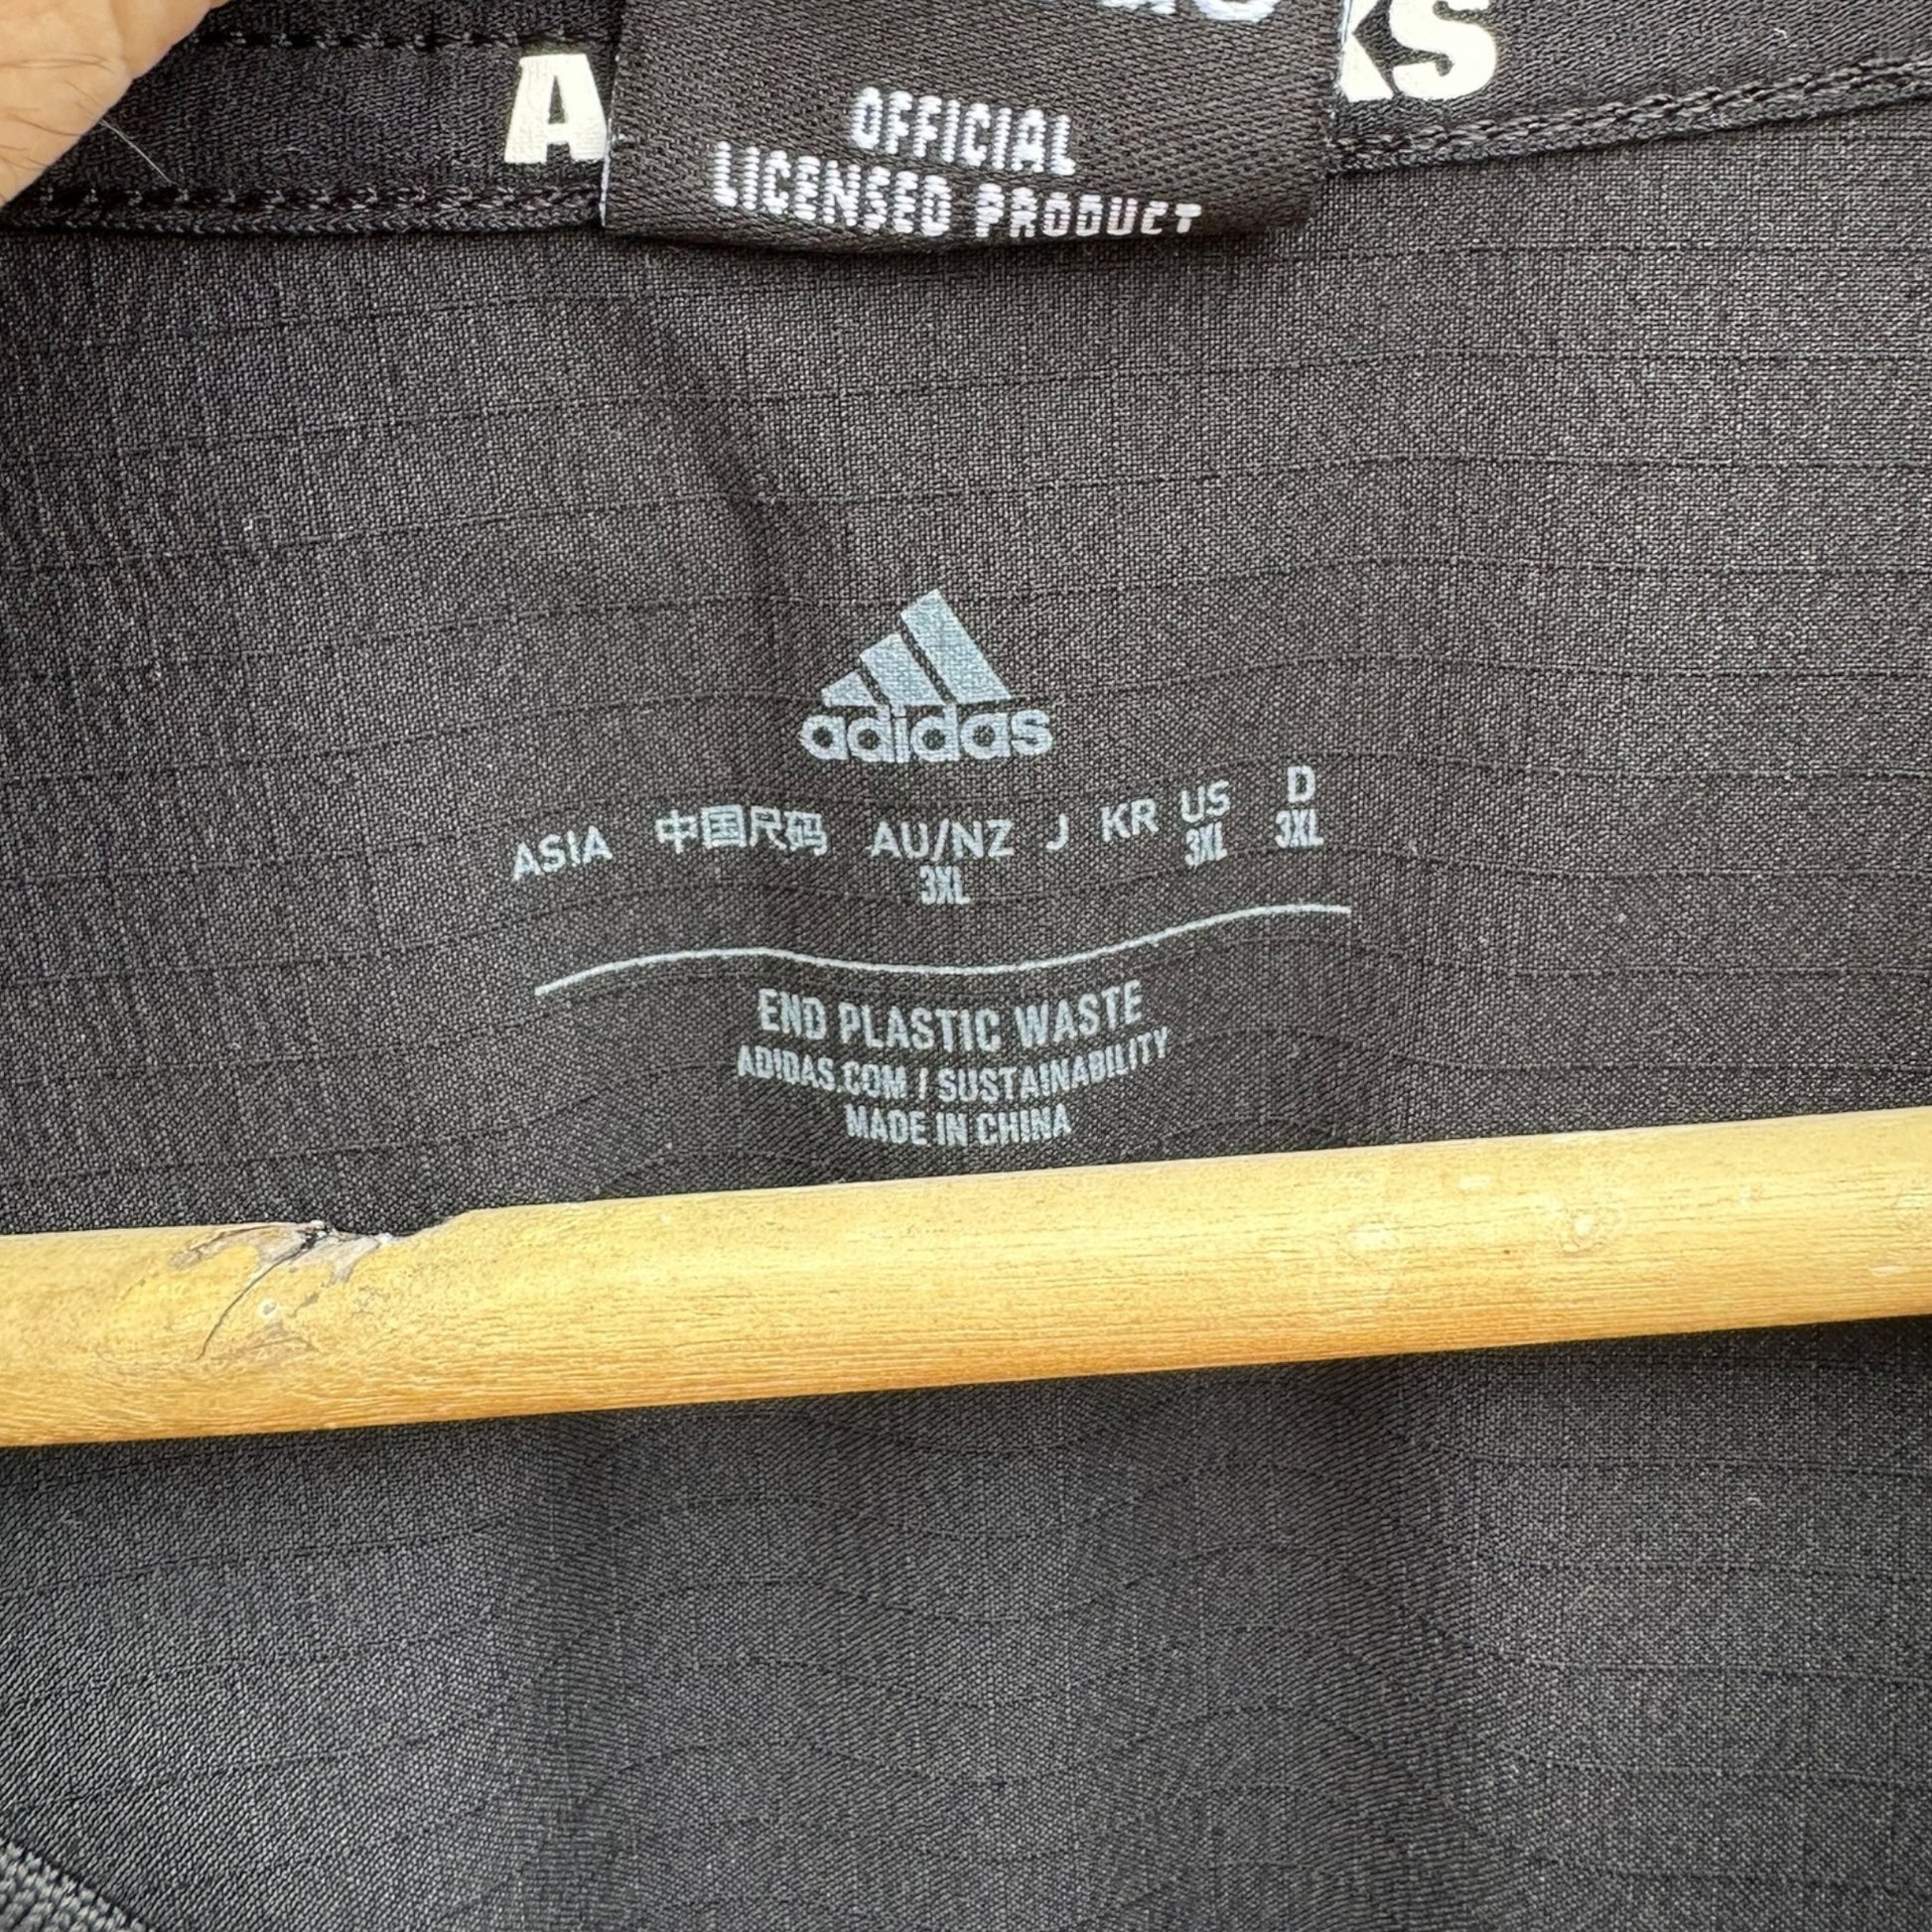 OFFICIAL
LICENSED PRODUCT
adidas
ASIA 中国尺码 AU/NZ J KR US D
3XL 3XL 3XL
END PLASTIC WASTE
ADIDAS.COM / SUSTAINABILITY
MADE IN CHINA